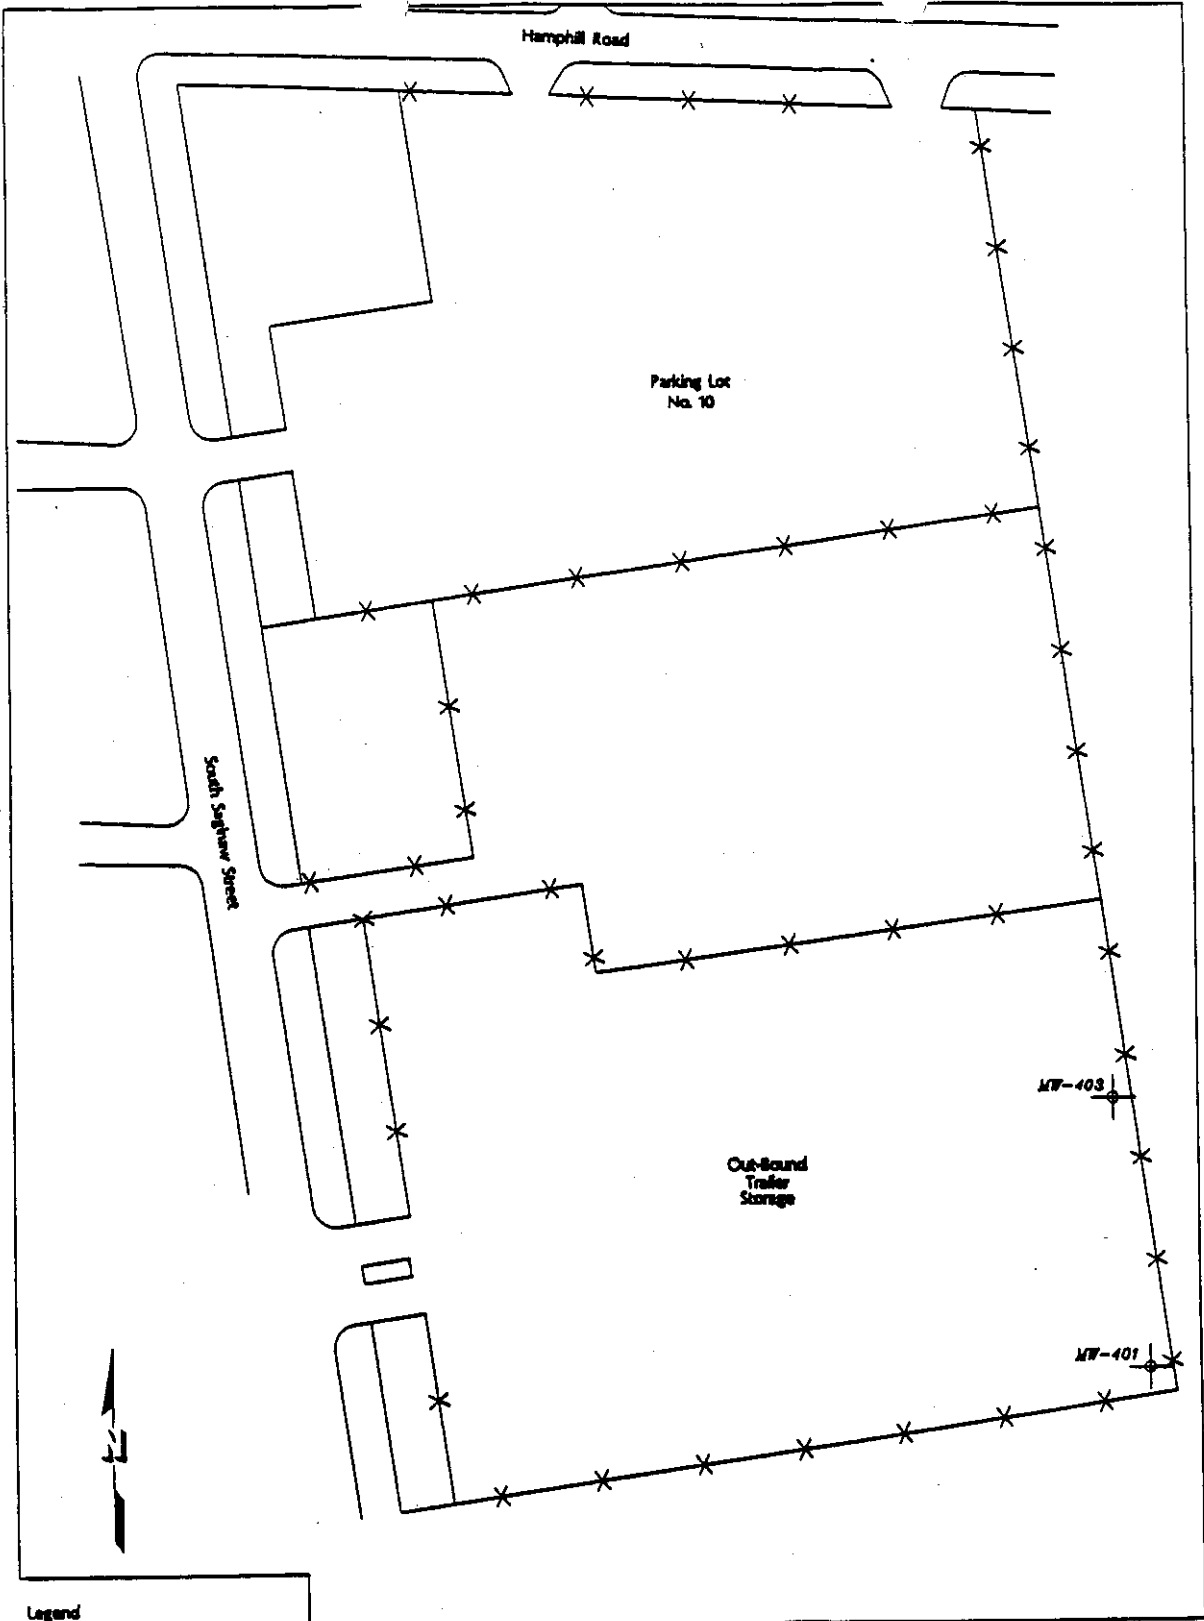 Hamphill Road
Parking Lot
No. 10
South Saginaw Street
MW-403
Out-Bound
Trailer
Storage
MW-401
Legend